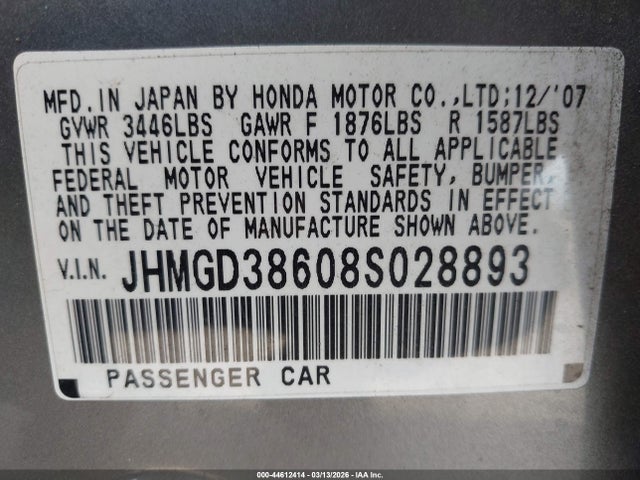 MFD. IN JAPAN BY HONDA MOTOR CO.,LTD; 12/'07
GVWR 3446LBS GAWR F 1876LBS R 1587LBS
THIS VEHICLE CONFORMS TO ALL APPLICABLE
FEDERAL MOTOR VEHICLE SAFETY, BUMPER,
AND THEFT PREVENTION STANDARDS IN EFFECT
ON THE DATE OF MANUFACTURE SHOWN ABOVE.
V.I.N. JHMGD38608S028893
PASSENGER CAR
000-44612414 | 03/13/2026 | IAA Inc.